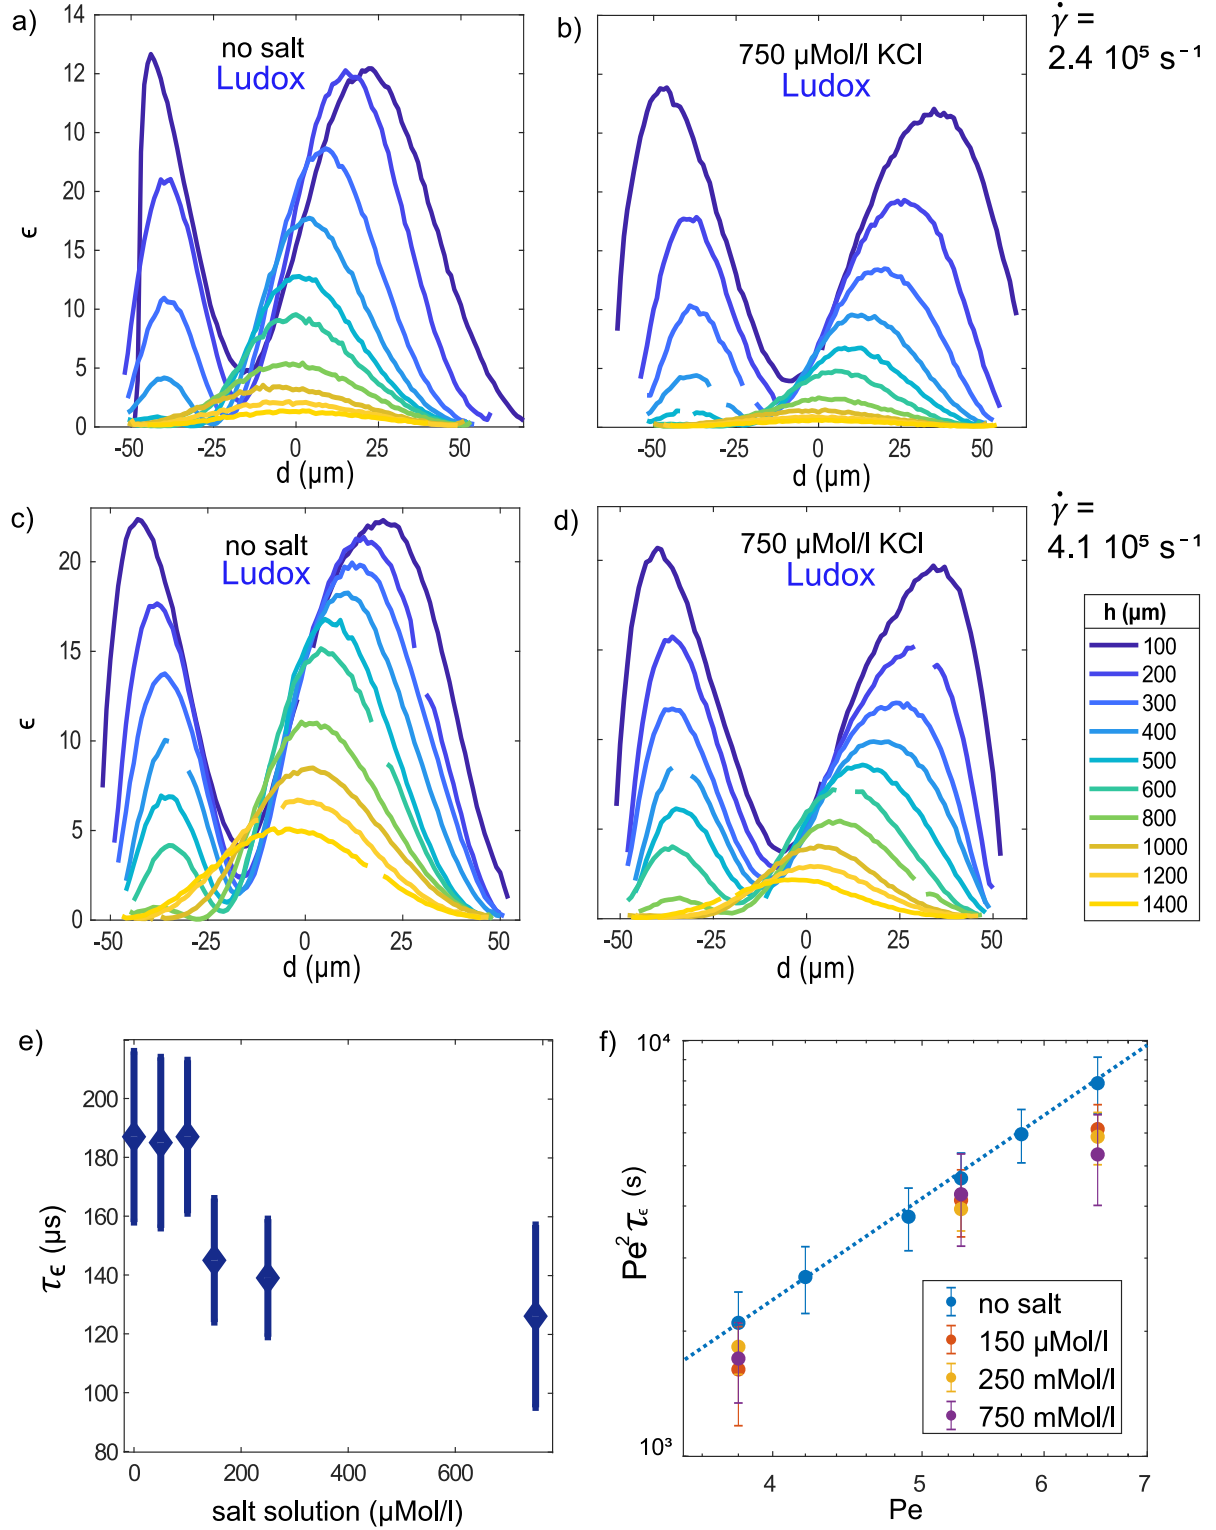 a)
no salt
Ludox
14
12
10
20
15
10
5
0
ϵ
-50
-25
0
25
50
d (µm)
b)
750 µMol/l KCl
Ludox
-50
-25
0
25
50
d (µm)
γ̇ =
2.4 10⁵ s⁻¹
c)
no salt
Ludox
20
15
10
5
0
ϵ
-50
-25
0
25
50
d (µm)
d)
750 µMol/l KCl
Ludox
-50
-25
0
25
50
d (µm)
γ̇ =
4.1 10⁵ s⁻¹
h (µm)
100
200
300
400
500
600
800
1000
1200
1400
e)
200
180
160
140
120
100
80
τϵ (µs)
0
200
400
600
salt solution (µMol/l)
f)
10⁴
10³
Pe² τϵ (s)
no salt
150 µMol/l
250 mMol/l
750 mMol/l
4
5
6
7
Pe